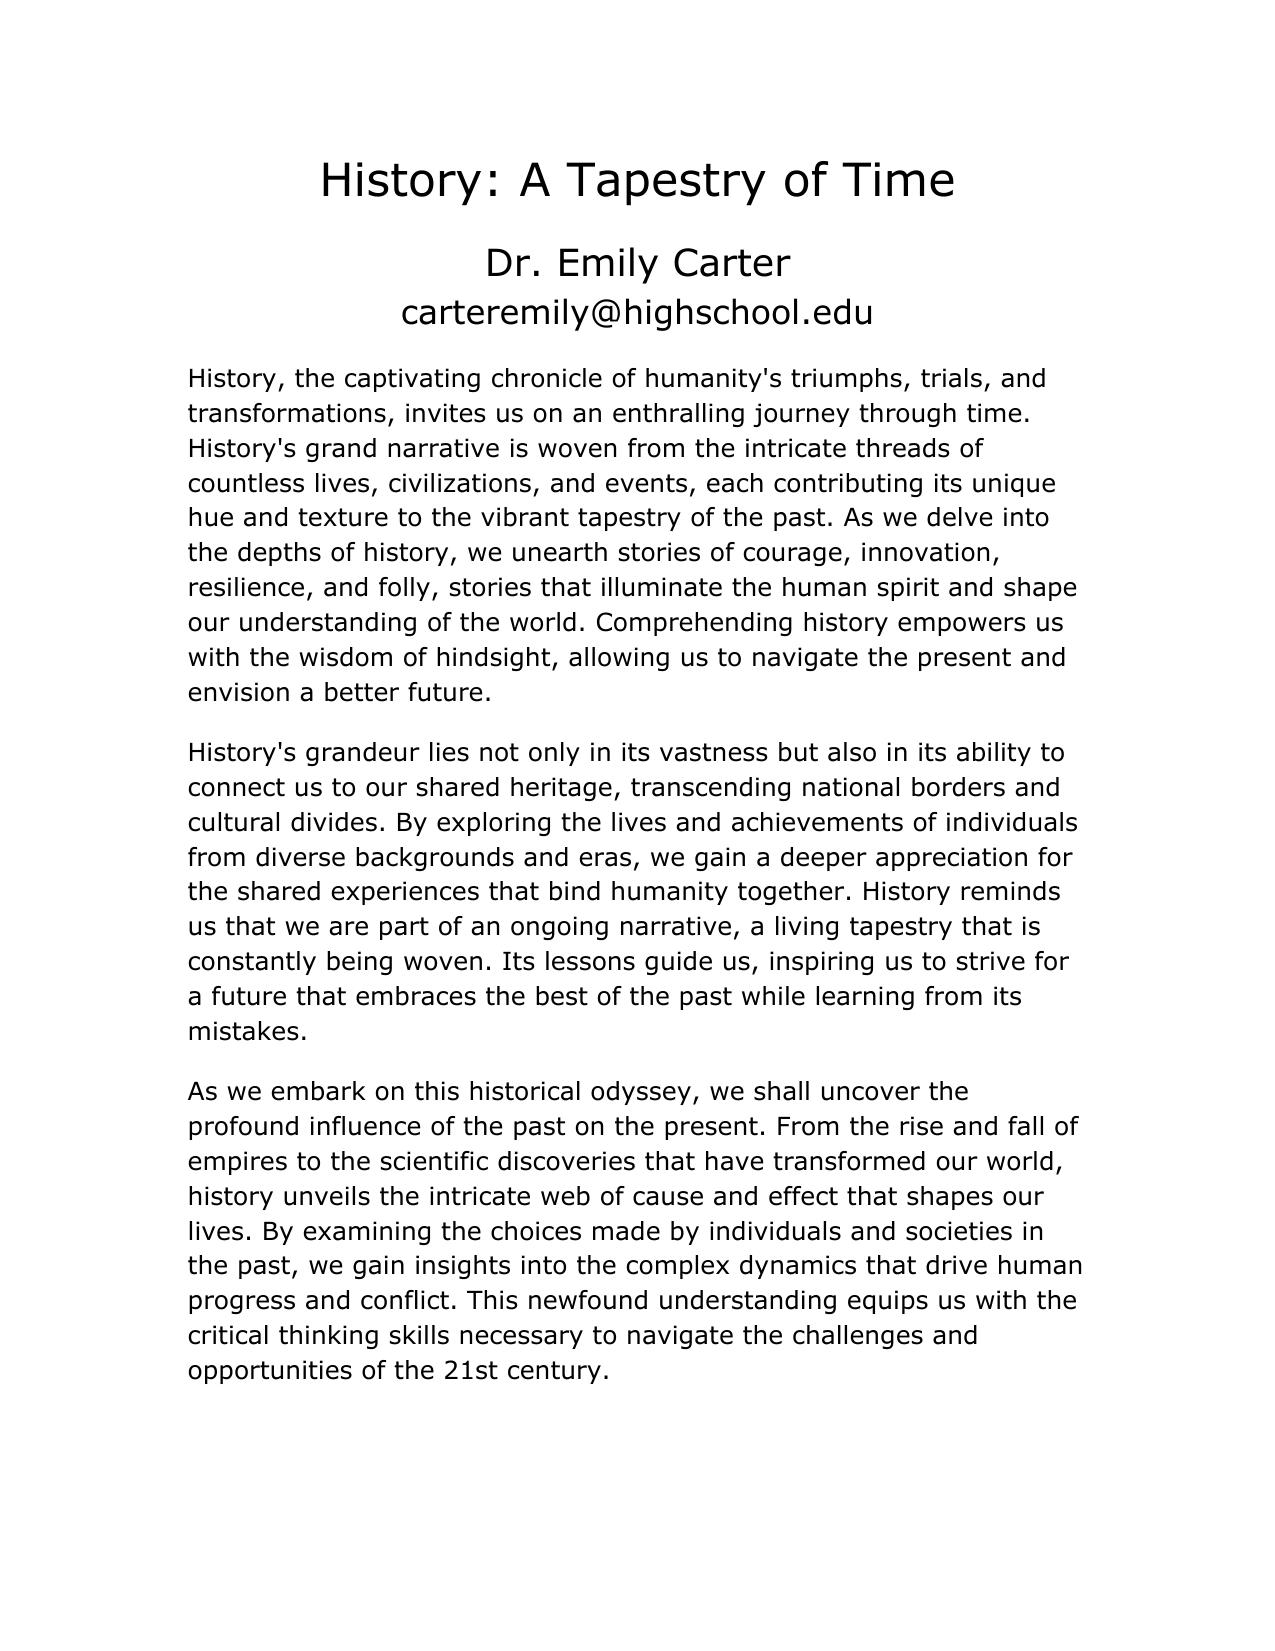 History: A Tapestry of Time
Dr. Emily Carter
carteremily@highschool.edu
History, the captivating chronicle of humanity's triumphs, trials, and
transformations, invites us on an enthralling journey through time.
History's grand narrative is woven from the intricate threads of
countless lives, civilizations, and events, each contributing its unique
hue and texture to the vibrant tapestry of the past. As we delve into
the depths of history, we unearth stories of courage, innovation,
resilience, and folly, stories that illuminate the human spirit and shape
our understanding of the world. Comprehending history empowers us
with the wisdom of hindsight, allowing us to navigate the present and
envision a better future.
History's grandeur lies not only in its vastness but also in its ability to
connect us to our shared heritage, transcending national borders and
cultural divides. By exploring the lives and achievements of individuals
from diverse backgrounds and eras, we gain a deeper appreciation for
the shared experiences that bind humanity together. History reminds
us that we are part of an ongoing narrative, a living tapestry that is
constantly being woven. Its lessons guide us, inspiring us to strive for
a future that embraces the best of the past while learning from its
mistakes.
As we embark on this historical odyssey, we shall uncover the
profound influence of the past on the present. From the rise and fall of
empires to the scientific discoveries that have transformed our world,
history unveils the intricate web of cause and effect that shapes our
lives. By examining the choices made by individuals and societies in
the past, we gain insights into the complex dynamics that drive human
progress and conflict. This newfound understanding equips us with the
critical thinking skills necessary to navigate the challenges and
opportunities of the 21st century.